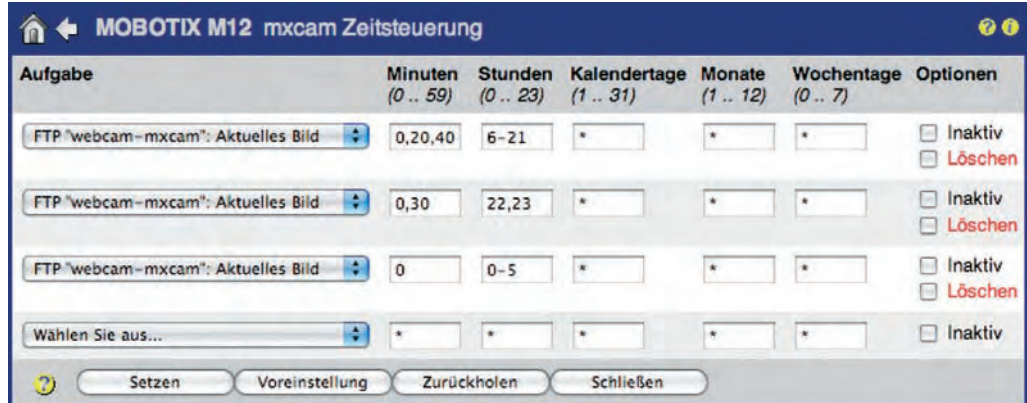 MOBOTIX M12 mxcam Zeitsteuerung
Aufgabe Minuten Stunden Kalendertage Monate Wochentage Optionen
(0 .. 59) (0 .. 23) (1 .. 31) (1 .. 12) (0 .. 7)
FTP "webcam-mxcam": Aktuelles Bild 0,20,40 6-21 * * * Inaktiv
Löschen
FTP "webcam-mxcam": Aktuelles Bild 0,30 22,23 * * * Inaktiv
Löschen
FTP "webcam-mxcam": Aktuelles Bild 0 0-5 * * * Inaktiv
Löschen
Wählen Sie aus... * * * * * Inaktiv
Setzen Voreinstellung Zurückholen Schließen